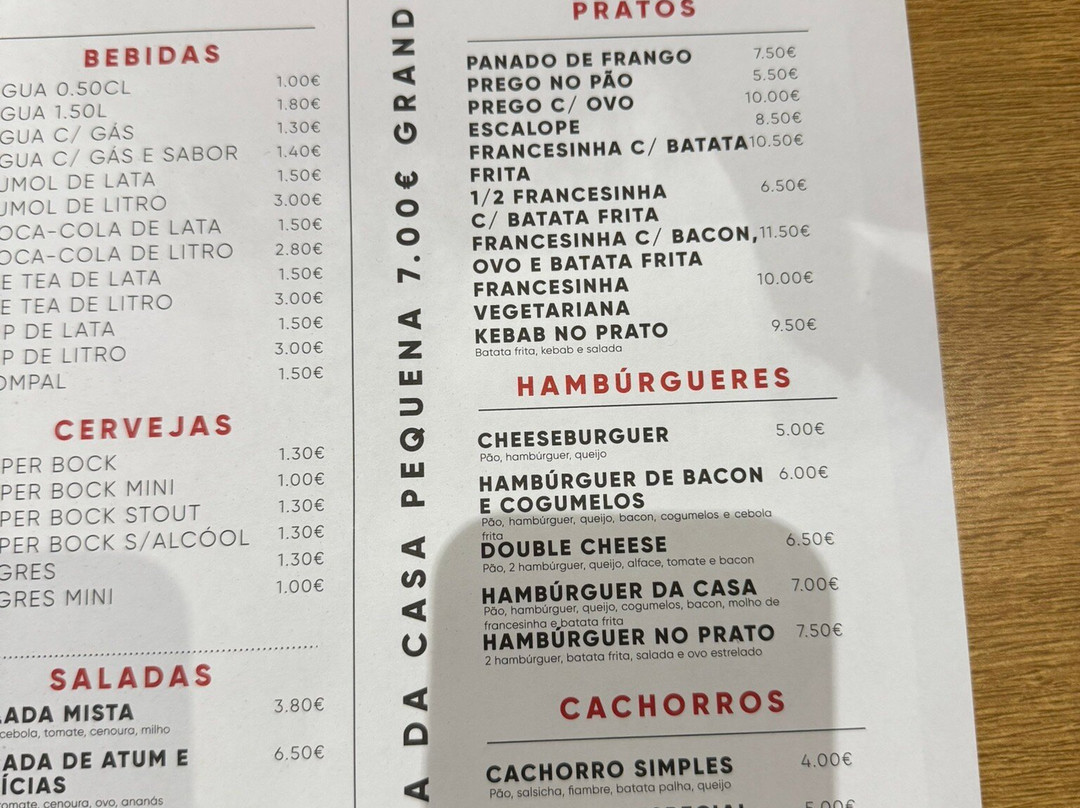 BEBIDAS
GUA 0.50CL 1.00€
GUA 1.50L 1.80€
GUA C/ GÁS 1.30€
GUA C/ GÁS E SABOR 1.40€
UMOL DE LATA 1.50€
UMOL DE LITRO 3.00€
OCA-COLA DE LATA 1.50€
OCA-COLA DE LITRO 2.80€
E TEA DE LATA 1.50€
E TEA DE LITRO 3.00€
P DE LATA 1.50€
P DE LITRO 3.00€
OMPAL 1.50€
CERVEJAS
PER BOCK 1.30€
PER BOCK MINI 1.00€
PER BOCK STOUT 1.30€
PER BOCK S/ALCÓOL 1.30€
GRES 1.30€
GRES MINI 1.00€
SALADAS
LADA MISTA 3.80€
cebola, tomate, cenoura, milho
ADA DE ATUM E 6.50€
ÍCIAS
omate, cenoura, ovo, ananás
A DA CASA PEQUENA 7.00€ GRAND
PRATOS
PANADO DE FRANGO 7.50€
PREGO NO PÃO 5.50€
PREGO C/ OVO 10.00€
ESCALOPE 8.50€
FRANCESINHA C/ BATATA 10.50€
FRITA
1/2 FRANCESINHA 6.50€
C/ BATATA FRITA
FRANCESINHA C/ BACON, 11.50€
OVO E BATATA FRITA
FRANCESINHA 10.00€
VEGETARIANA
KEBAB NO PRATO 9.50€
Batata frita, kebab e salada
HAMBÚRGUERES
CHEESEBURGUER 5.00€
Pão, hambúrguer, queijo
HAMBÚRGUER DE BACON 6.00€
E COGUMELOS
Pão, hambúrguer, queijo, bacon, cogumelos e cebola
frita
DOUBLE CHEESE 6.50€
Pão, 2 hambúrguer, queijo, alface, tomate e bacon
HAMBÚRGUER DA CASA 7.00€
Pão, hambúrguer, queijo, cogumelos, bacon, molho de
francesinha e batata frita
HAMBÚRGUER NO PRATO 7.50€
2 hambúrguer, batata frita, salada e ovo estrelado
CACHORROS
CACHORRO SIMPLES 4.00€
Pão, salsicha, fiambre, batata palha, queijo
5.00€